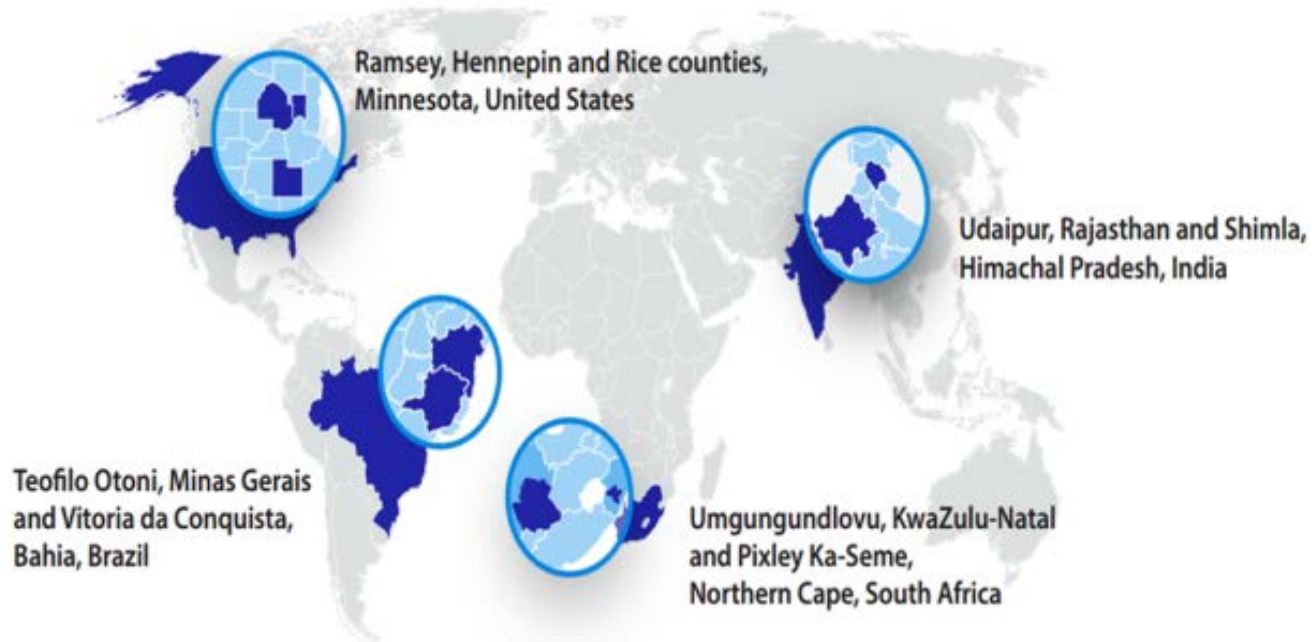 Ramsey, Hennepin and Rice counties,
Minnesota, United States
Udaipur, Rajasthan and Shimla,
Himachal Pradesh, India
Teofilo Otoni, Minas Gerais
and Vitoria da Conquista,
Bahia, Brazil
Umgungundlovu, KwaZulu-Natal
and Pixley Ka-Seme,
Northern Cape, South Africa